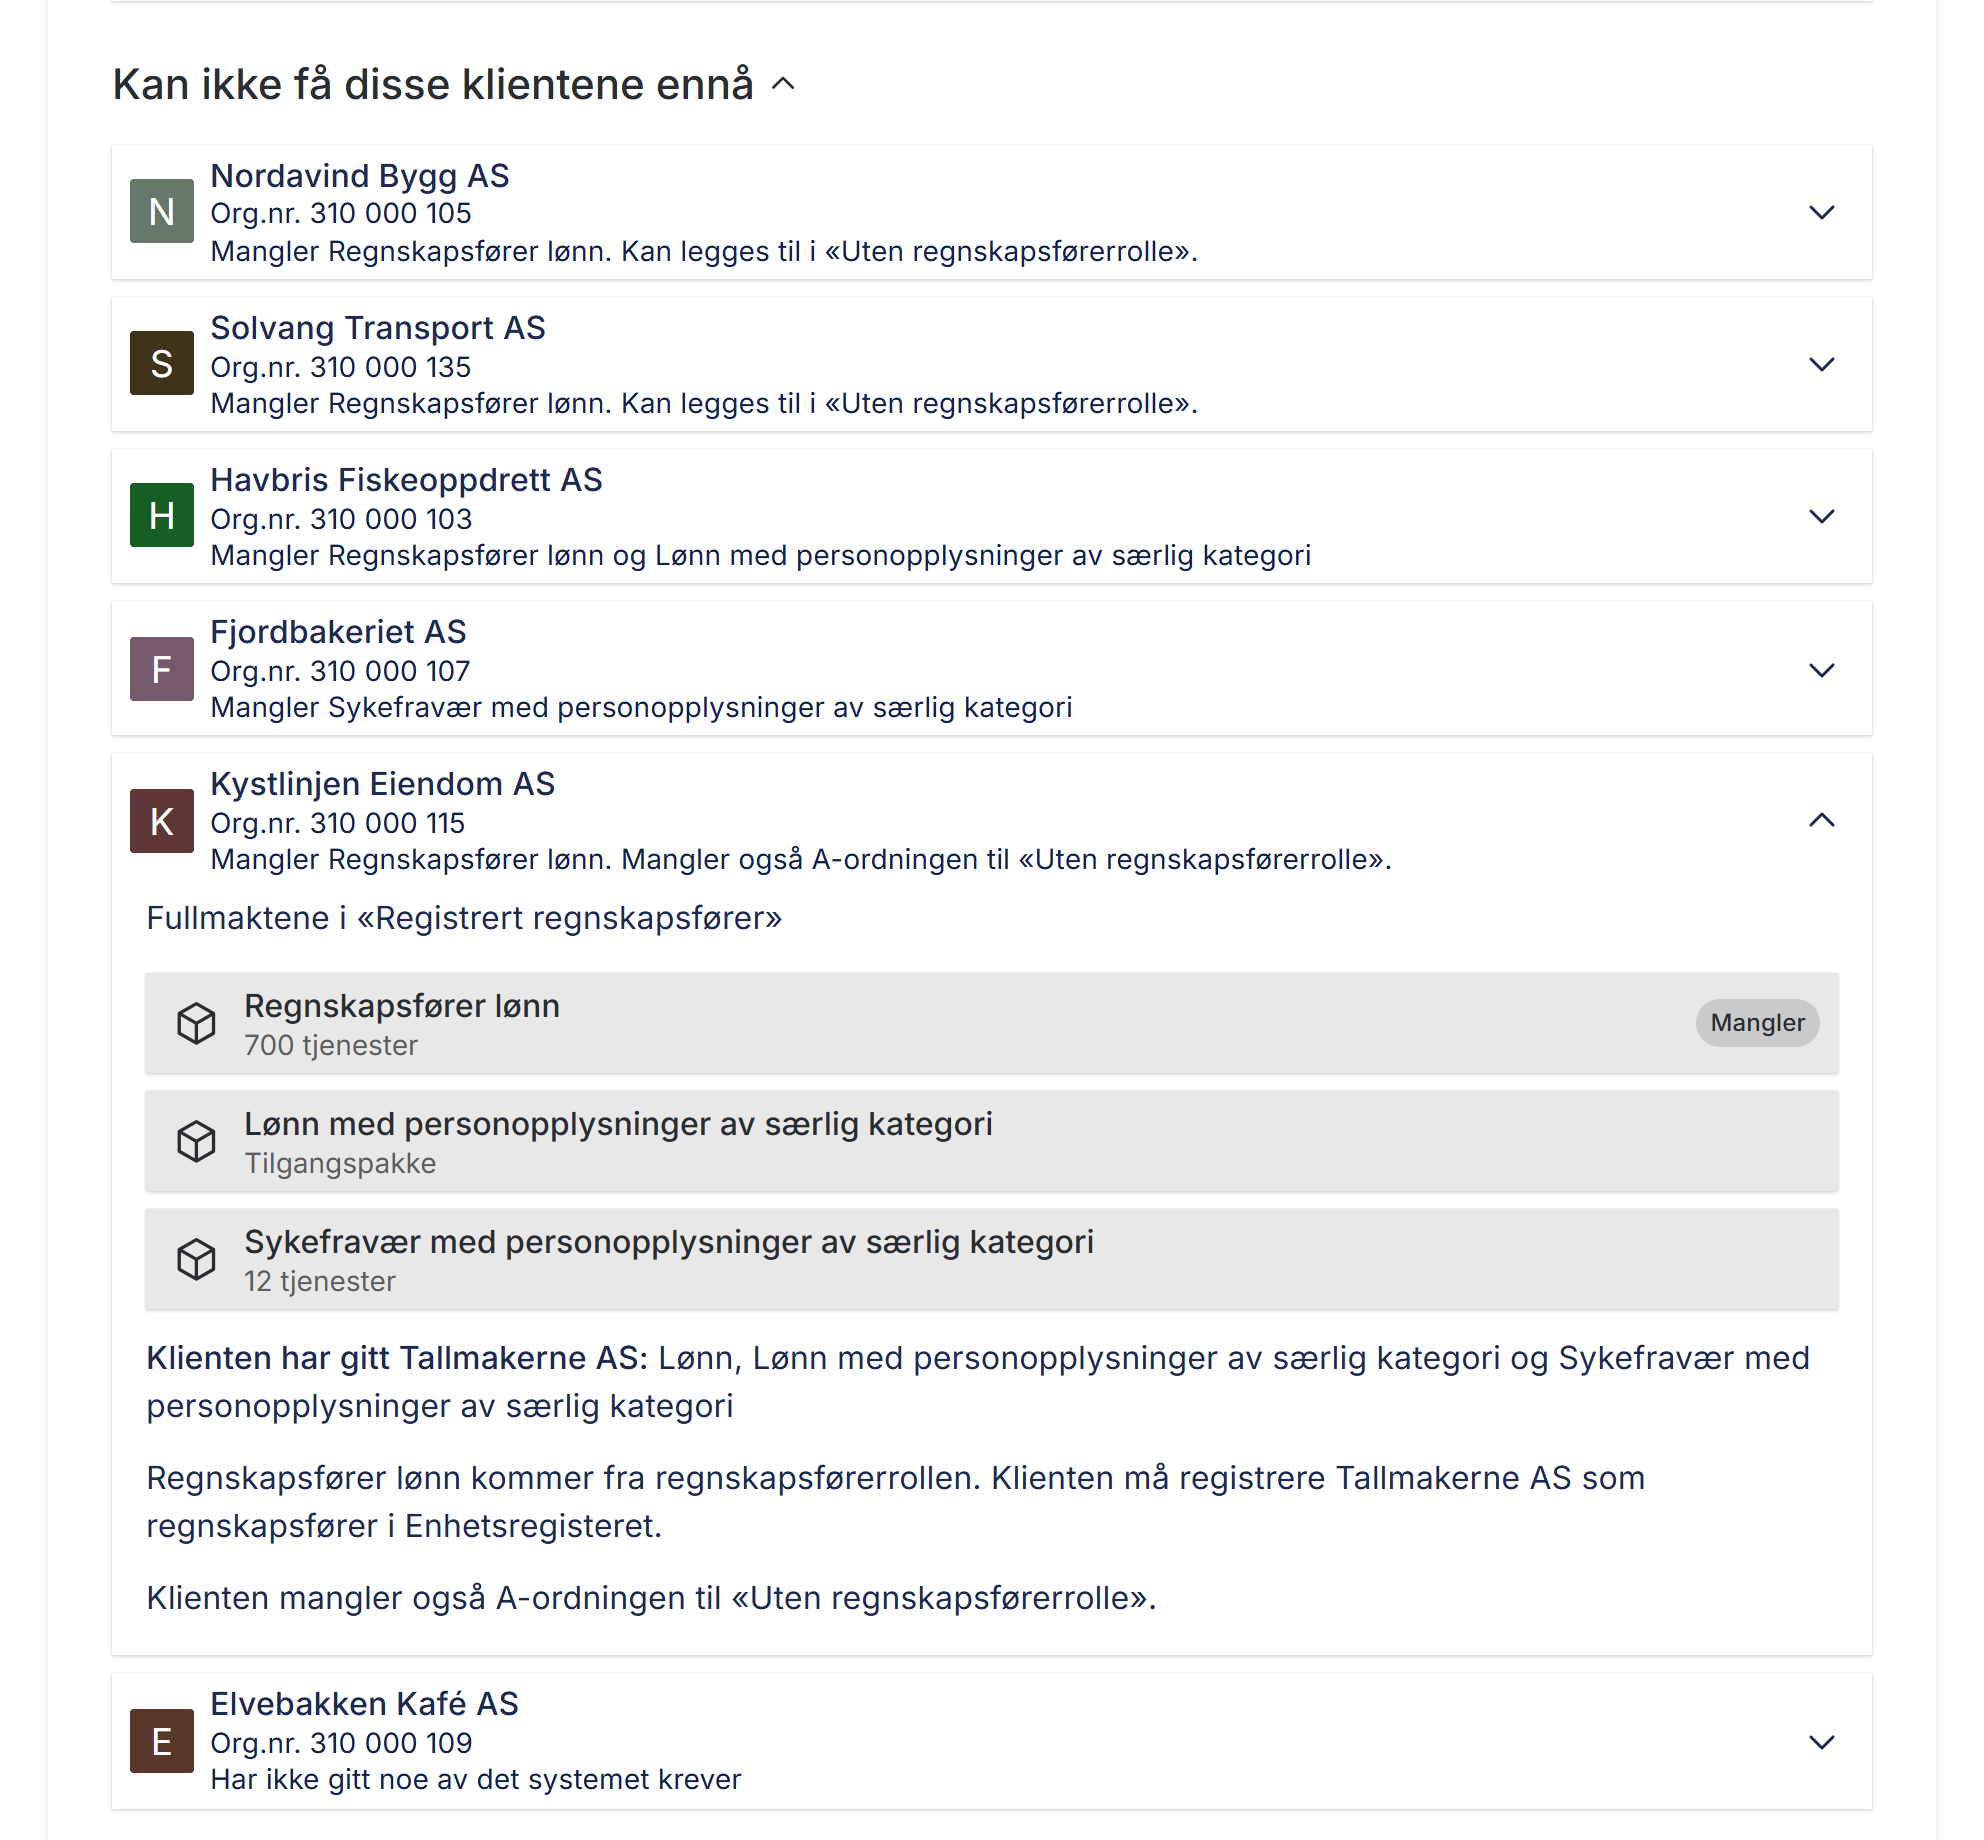 Kan ikke få disse klientene ennå
N
Nordavind Bygg AS
Org.nr. 310 000 105
Mangler Regnskapsfører lønn. Kan legges til i «Uten regnskapsførerrolle».
S
Solvang Transport AS
Org.nr. 310 000 135
Mangler Regnskapsfører lønn. Kan legges til i «Uten regnskapsførerrolle».
H
Havbris Fiskeoppdrett AS
Org.nr. 310 000 103
Mangler Regnskapsfører lønn og Lønn med personopplysninger av særlig kategori
F
Fjordbakeriet AS
Org.nr. 310 000 107
Mangler Sykefravær med personopplysninger av særlig kategori
K
Kystlinjen Eiendom AS
Org.nr. 310 000 115
Mangler Regnskapsfører lønn. Mangler også A-ordningen til «Uten regnskapsførerrolle».
Fullmaktene i «Registrert regnskapsfører»
Regnskapsfører lønn
700 tjenester
Mangler
Lønn med personopplysninger av særlig kategori
Tilgangspakke
Sykefravær med personopplysninger av særlig kategori
12 tjenester
Klienten har gitt Tallmakerne AS: Lønn, Lønn med personopplysninger av særlig kategori og Sykefravær med
personopplysninger av særlig kategori
Regnskapsfører lønn kommer fra regnskapsførerrollen. Klienten må registrere Tallmakerne AS som
regnskapsfører i Enhetsregisteret.
Klienten mangler også A-ordningen til «Uten regnskapsførerrolle».
E
Elvebakken Kafé AS
Org.nr. 310 000 109
Har ikke gitt noe av det systemet krever